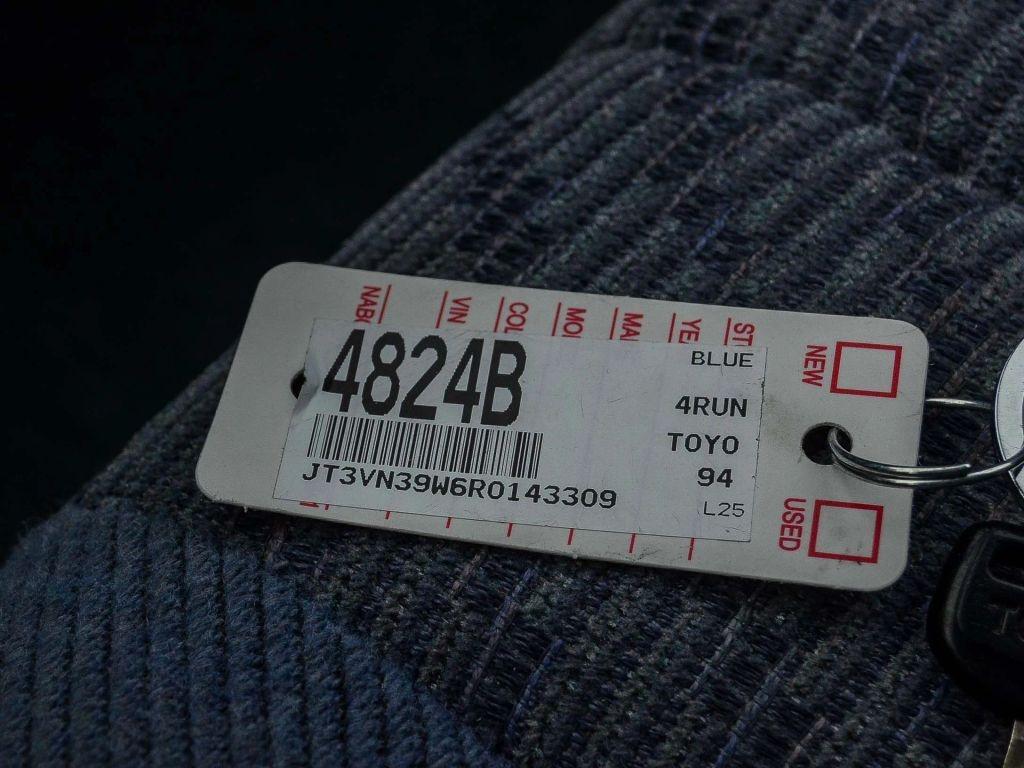 4824B
JT3VN39W6R0143309
BLUE
4RUN
TOYO
94
L25
NEW
USED
VIN